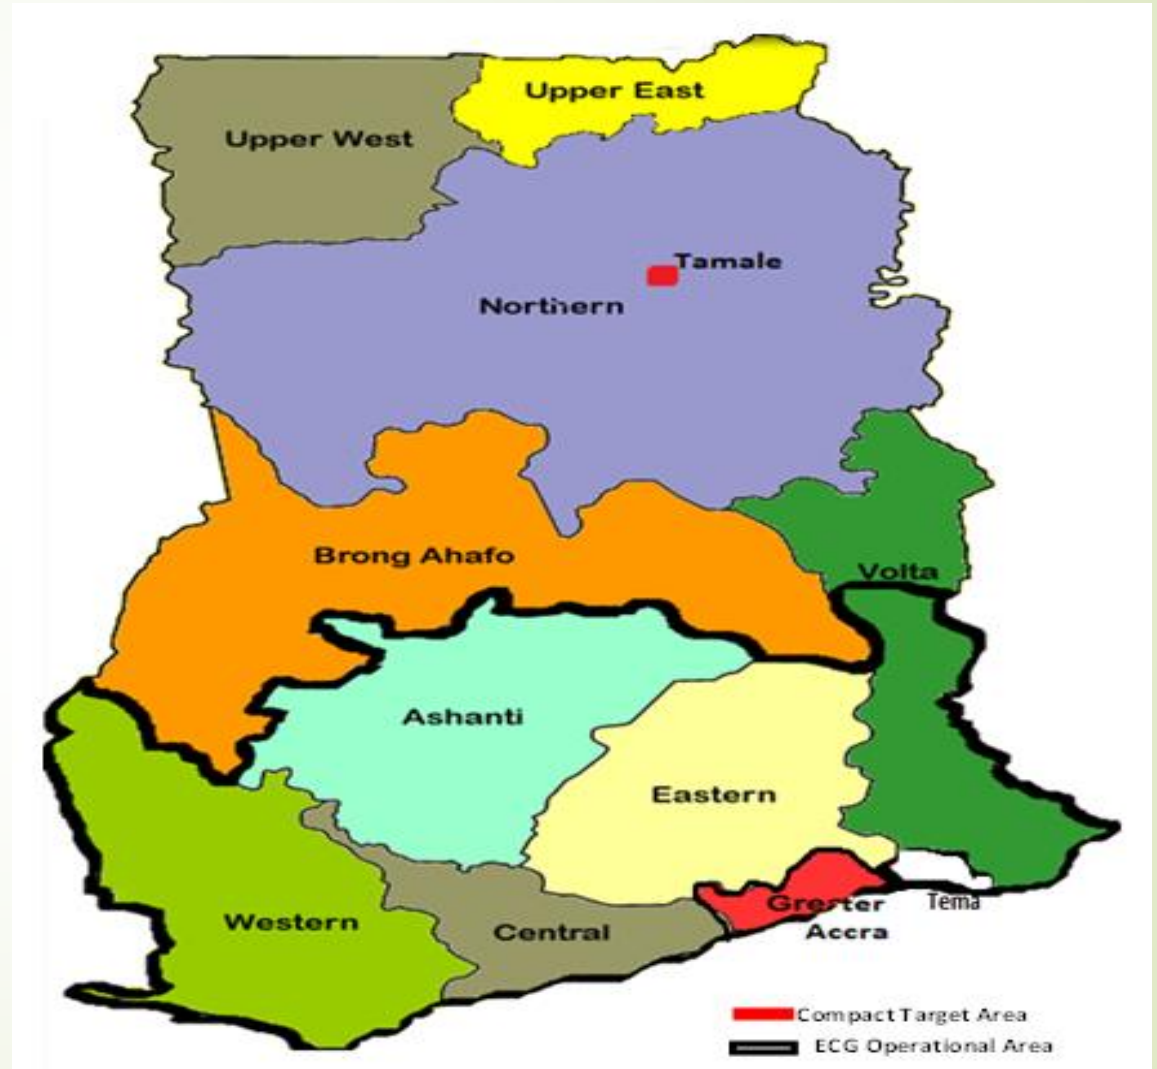 Upper East
Upper West
Tamale
Northern
Brong Ahafo
Volta
Ashanti
Eastern
Western
Central
Greater
Accra
Tema
Compact Target Area
ECG Operational Area